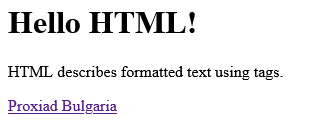 Hello HTML!
HTML describes formatted text using tags.
Proxiad Bulgaria